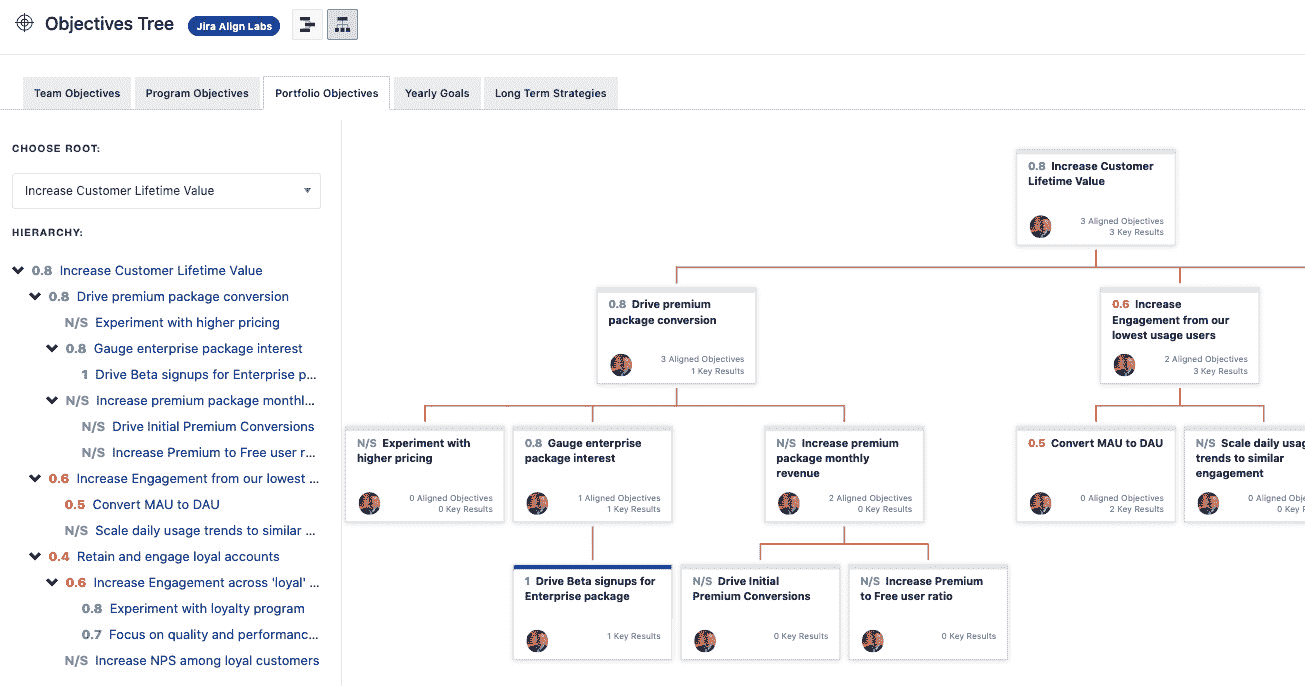 Objectives Tree
Jira Align Labs
Team Objectives
Program Objectives
Portfolio Objectives
Yearly Goals
Long Term Strategies
CHOOSE ROOT:
Increase Customer Lifetime Value
HIERARCHY:
0.8 Increase Customer Lifetime Value
0.8 Drive premium package conversion
N/S Experiment with higher pricing
0.8 Gauge enterprise package interest
1 Drive Beta signups for Enterprise p...
N/S Increase premium package monthl...
N/S Drive Initial Premium Conversions
N/S Increase Premium to Free user r...
0.6 Increase Engagement from our lowest ...
0.5 Convert MAU to DAU
N/S Scale daily usage trends to similar ...
0.4 Retain and engage loyal accounts
0.6 Increase Engagement across 'loyal' ...
0.8 Experiment with loyalty program
0.7 Focus on quality and performanc...
N/S Increase NPS among loyal customers
0.8 Increase Customer
Lifetime Value
3 Aligned Objectives
3 Key Results
0.8 Drive premium
package conversion
3 Aligned Objectives
1 Key Results
0.6 Increase
Engagement from our
lowest usage users
2 Aligned Objectives
3 Key Results
N/S Experiment with
higher pricing
0 Aligned Objectives
0 Key Results
0.8 Gauge enterprise
package interest
1 Aligned Objectives
1 Key Results
N/S Increase premium
package monthly
revenue
2 Aligned Objectives
0 Key Results
0.5 Convert MAU to DAU
0 Aligned Objectives
2 Key Results
N/S Scale daily
trends to similar
engagement
0 Aligned
0 Key
1 Drive Beta signups for
Enterprise package
1 Key Results
N/S Drive Initial
Premium Conversions
0 Key Results
N/S Increase Premium
to Free user ratio
0 Key Results